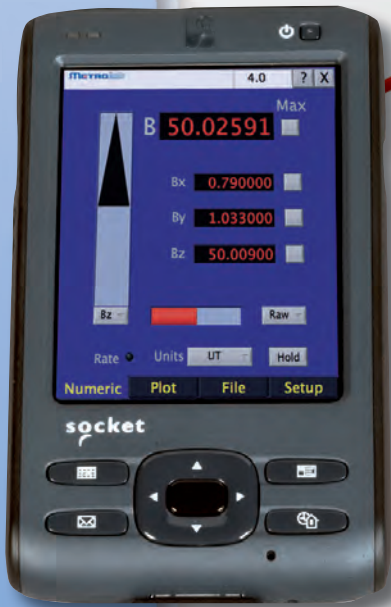 METROLAB 4.0 ? X
Max
B 50.02591
Bx 0.790000
By 1.033000
Bz 50.00900
Bz Raw
Rate Units UT Hold
Numeric Plot File Setup
socket